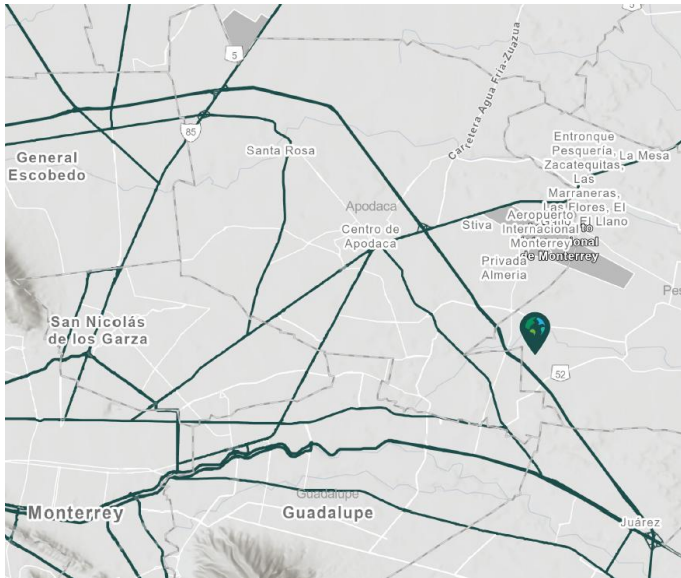 5
5
Carretera Agua Fría-Zuazua
85
General
Escobedo
Santa Rosa
Entronque
Pesquería,
La Mesa
Zacatequitas,
Las
Marraneras,
Las Flores, El
El Llano
Apodaca
Centro de
Apodaca
Stiva
Aeropuerto
Internacional
Monterrey
de Monterrey
Privada
Almeria
Pes
San Nicolás
de los Garza
52
Guadalupe
Monterrey
Guadalupe
Juárez